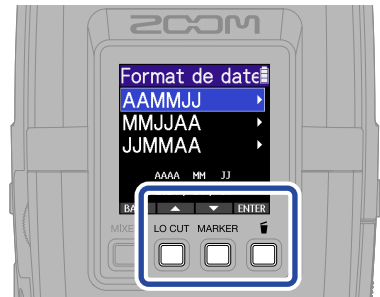 ZOOM
Format de date
AAMMJJ
MMJJAA
JJMMAA
AAAA MM JJ
ENTER
LO CUT MARKER